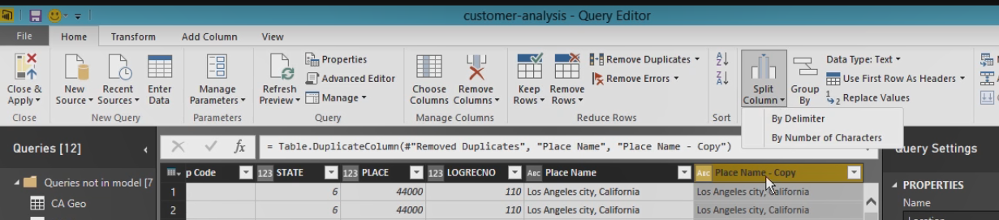 customer-analysis - Query Editor
File Home Transform Add Column View
Close & Apply New Source Recent Sources Enter Data Manage Parameters Refresh Preview Properties Advanced Editor Manage Choose Columns Remove Columns Keep Rows Remove Rows Remove Duplicates Remove Errors Split Column Group By Data Type: Text Use First Row As Headers Replace Values
Close New Query Parameters Query Manage Columns Reduce Rows Sort
By Delimiter
By Number of Characters
Queries [12] fx = Table.DuplicateColumn(#"Removed Duplicates", "Place Name", "Place Name - Copy") Query Settings
Queries not in model [7 p Code 123 STATE 123 PLACE 123 LOGRECNO ABC Place Name ABC Place Name - Copy PROPERTIES
1 6 44000 110 Los Angeles city, California Los Angeles city, California Name
CA Geo 2 6 44000 110 Los Angeles city, California Los Angeles city, California